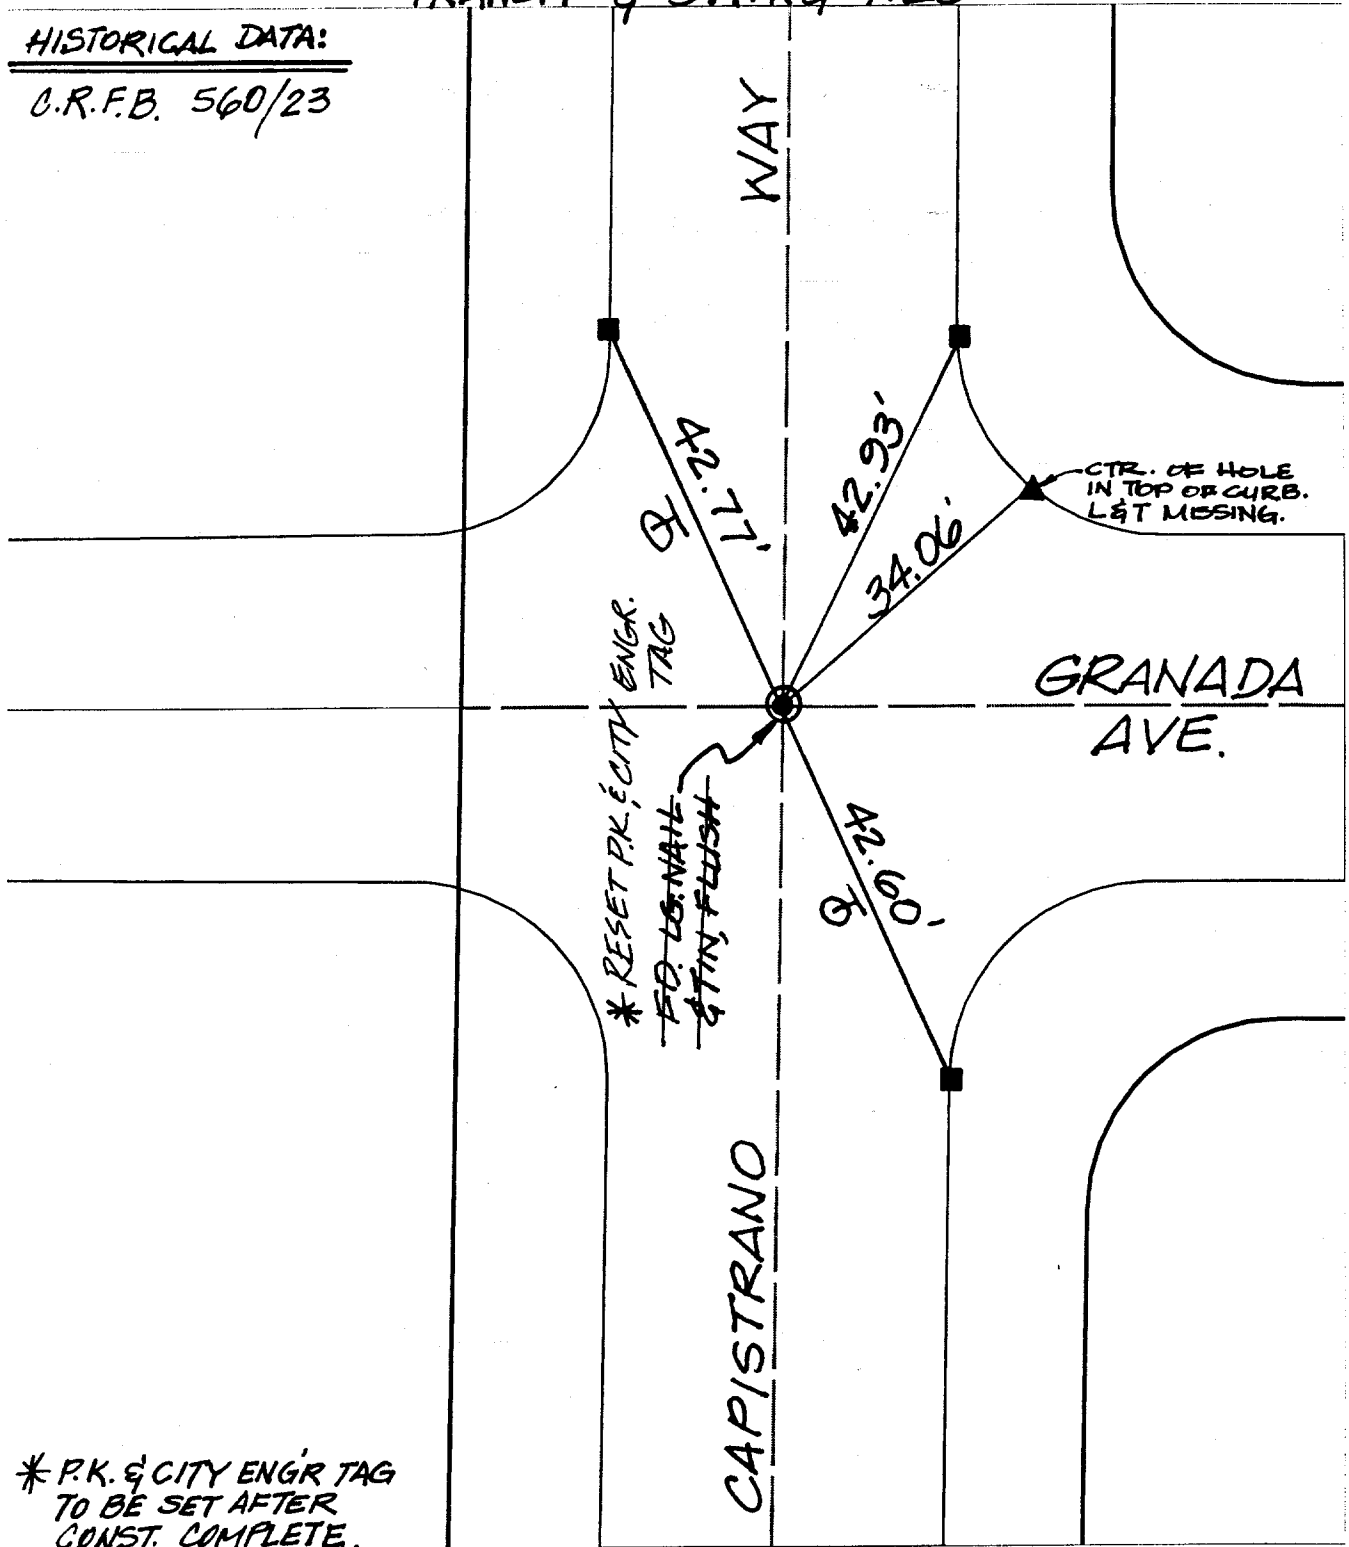 HISTORICAL DATA:
C.R.F.B. 560/23
WAY
42.77'
42.93'
34.06'
CTR. OF HOLE
IN TOP OF CURB.
L&T MISSING.
GRANADA
AVE.
* RESET P.K. & CITY ENGR.
TAG
FD. LG. NAIL
& TIN, FLUSH
42.60'
CAPISTRANO
* P.K. & CITY ENG'R TAG
TO BE SET AFTER
CONST. COMPLETE.